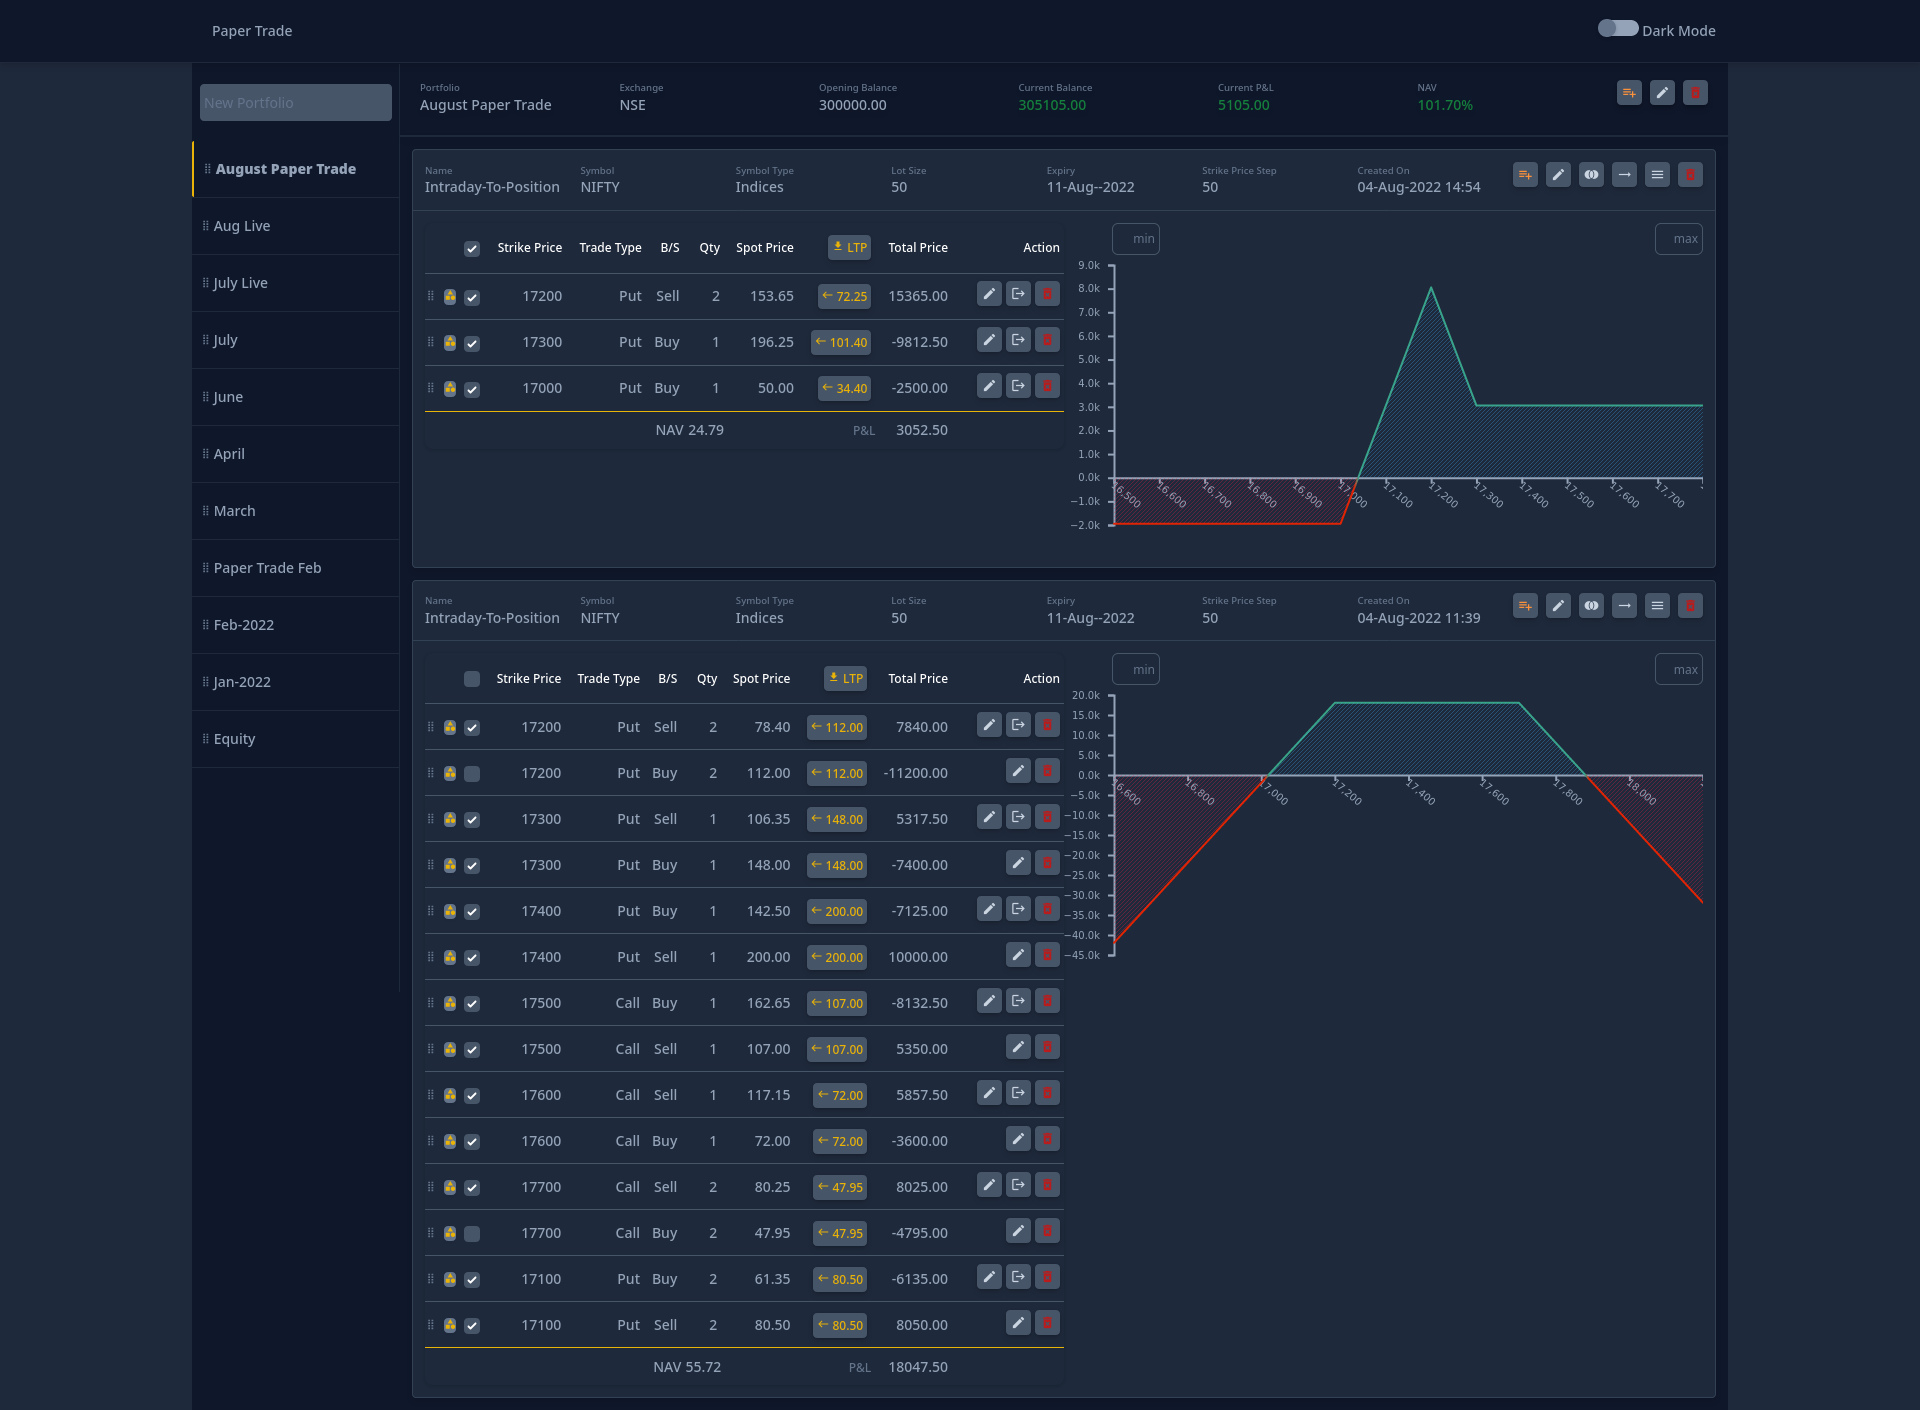 Paper Trade
Dark Mode
New Portfolio
August Paper Trade
Aug Live
July Live
July
June
April
March
Paper Trade Feb
Feb-2022
Jan-2022
Equity
Portfolio Exchange Opening Balance Current Balance Current P&L NAV
August Paper Trade NSE 300000.00 305105.00 5105.00 101.70%
Name Symbol Symbol Type Lot Size Expiry Strike Price Step Created On
Intraday-To-Position NIFTY Indices 50 11-Aug--2022 50 04-Aug-2022 14:54
Strike Price Trade Type B/S Qty Spot Price LTP Total Price Action
17200 Put Sell 2 153.65 72.25 15365.00
17300 Put Buy 1 196.25 101.40 -9812.50
17000 Put Buy 1 50.00 34.40 -2500.00
NAV 24.79 P&L 3052.50
min max
9.0k
8.0k
7.0k
6.0k
5.0k
4.0k
3.0k
2.0k
1.0k
0.0k
−1.0k
−2.0k
16,500 16,600 16,700 16,800 16,900 17,000 17,100 17,200 17,300 17,400 17,500 17,600 17,700
Name Symbol Symbol Type Lot Size Expiry Strike Price Step Created On
Intraday-To-Position NIFTY Indices 50 11-Aug--2022 50 04-Aug-2022 11:39
Strike Price Trade Type B/S Qty Spot Price LTP Total Price Action
17200 Put Sell 2 78.40 112.00 7840.00
17200 Put Buy 2 112.00 112.00 -11200.00
17300 Put Sell 1 106.35 148.00 5317.50
17300 Put Buy 1 148.00 148.00 -7400.00
17400 Put Buy 1 142.50 200.00 -7125.00
17400 Put Sell 1 200.00 200.00 10000.00
17500 Call Buy 1 162.65 107.00 -8132.50
17500 Call Sell 1 107.00 107.00 5350.00
17600 Call Sell 1 117.15 72.00 5857.50
17600 Call Buy 1 72.00 72.00 -3600.00
17700 Call Sell 2 80.25 47.95 8025.00
17700 Call Buy 2 47.95 47.95 -4795.00
17100 Put Buy 2 61.35 80.50 -6135.00
17100 Put Sell 2 80.50 80.50 8050.00
NAV 55.72 P&L 18047.50
min max
20.0k
15.0k
10.0k
5.0k
0.0k
−5.0k
−10.0k
−15.0k
−20.0k
−25.0k
−30.0k
−35.0k
−40.0k
−45.0k
16,600 16,800 17,000 17,200 17,400 17,600 17,800 18,000